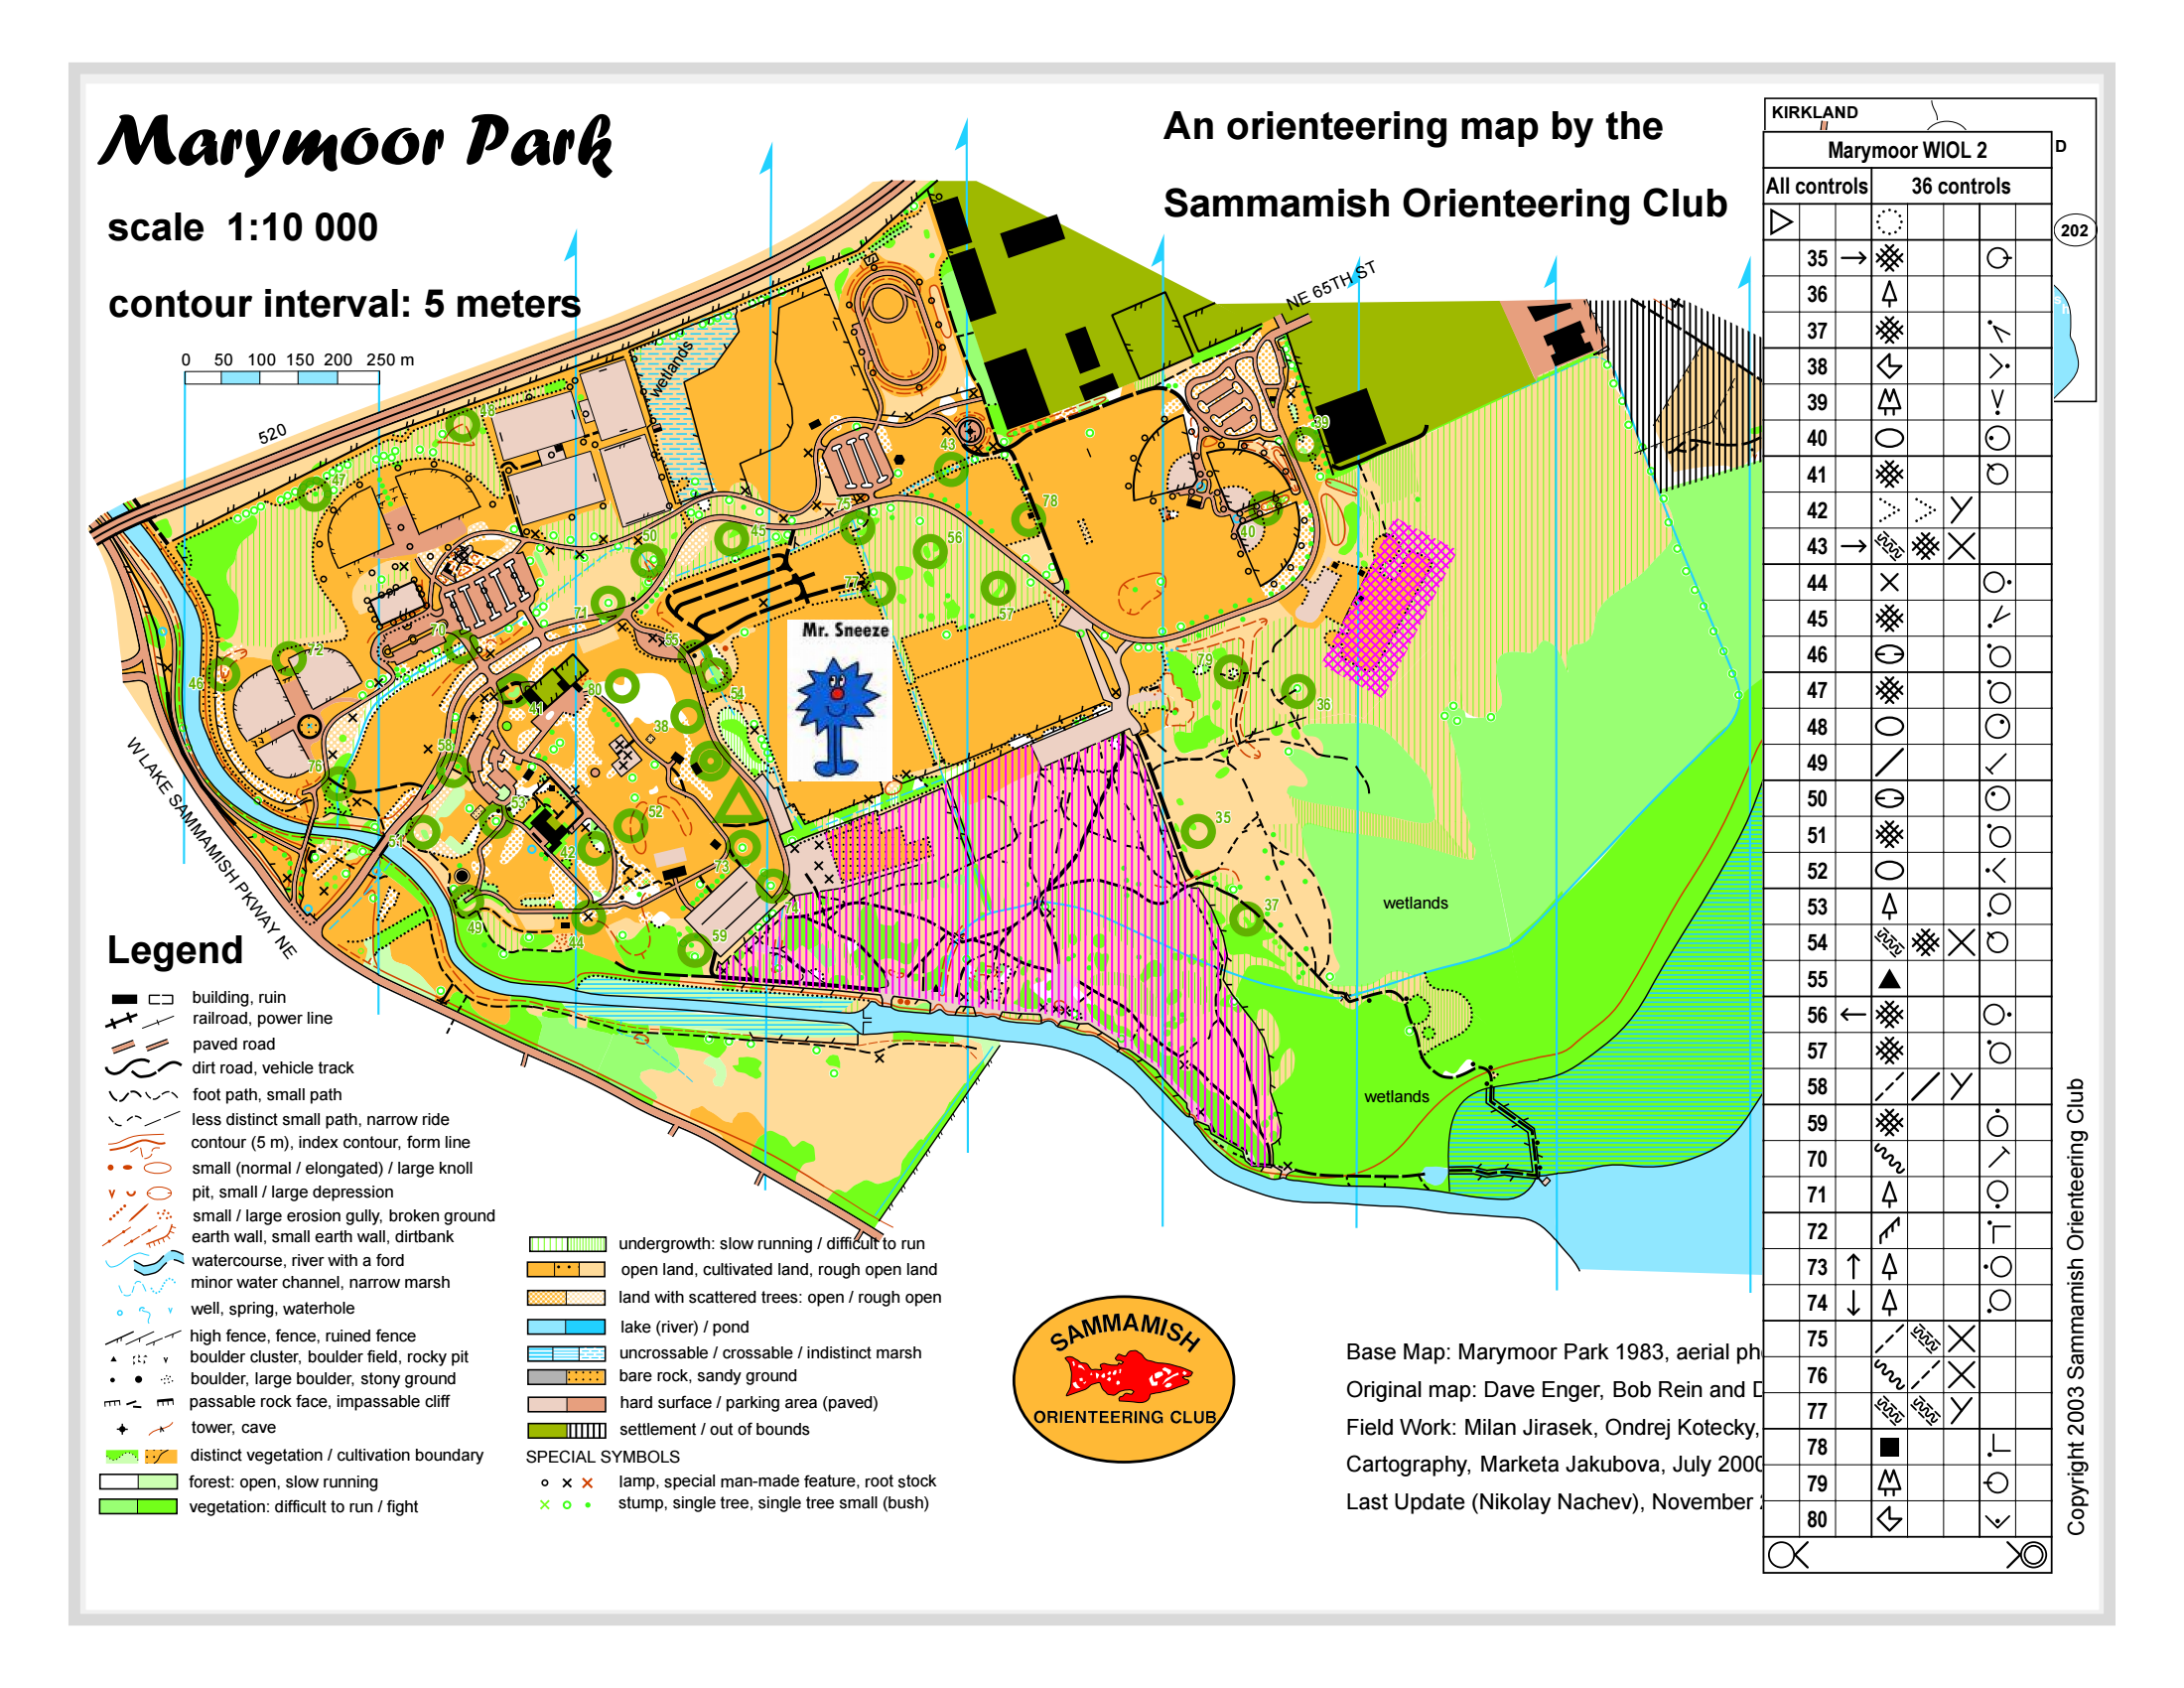 Marymoor Park
scale 1:10 000
contour interval: 5 meters
0 50 100 150 200 250 m
An orienteering map by the
Sammamish Orienteering Club
KIRKLAND
D
202
Marymoor WIOL 2
All controls 36 controls
35
36
37
38
39
40
41
42
43
44
45
46
47
48
49
50
51
52
53
54
55
56
57
58
59
70
71
72
73
74
75
76
77
78
79
80
Copyright 2003 Sammamish Orienteering Club
NE 65TH ST
520
wetlands
W LAKE SAMMAMISH PKWAY NE
Mr. Sneeze
48
47
43
39
78
75
45
50
56
40
77
57
71
70
55
72
46
79
36
54
80
41
38
58
76
53
52
35
51
42
73
74
37
49
44
59
wetlands
wetlands
Legend
building, ruin
railroad, power line
paved road
dirt road, vehicle track
foot path, small path
less distinct small path, narrow ride
contour (5 m), index contour, form line
small (normal / elongated) / large knoll
pit, small / large depression
small / large erosion gully, broken ground
earth wall, small earth wall, dirtbank
watercourse, river with a ford
minor water channel, narrow marsh
well, spring, waterhole
high fence, fence, ruined fence
boulder cluster, boulder field, rocky pit
boulder, large boulder, stony ground
passable rock face, impassable cliff
tower, cave
distinct vegetation / cultivation boundary
forest: open, slow running
vegetation: difficult to run / fight
undergrowth: slow running / difficult to run
open land, cultivated land, rough open land
land with scattered trees: open / rough open
lake (river) / pond
uncrossable / crossable / indistinct marsh
bare rock, sandy ground
hard surface / parking area (paved)
settlement / out of bounds
SPECIAL SYMBOLS
lamp, special man-made feature, root stock
stump, single tree, single tree small (bush)
SAMMAMISH
ORIENTEERING CLUB
Base Map: Marymoor Park 1983, aerial ph
Original map: Dave Enger, Bob Rein and D
Field Work: Milan Jirasek, Ondrej Kotecky,
Cartography, Marketa Jakubova, July 2000
Last Update (Nikolay Nachev), November